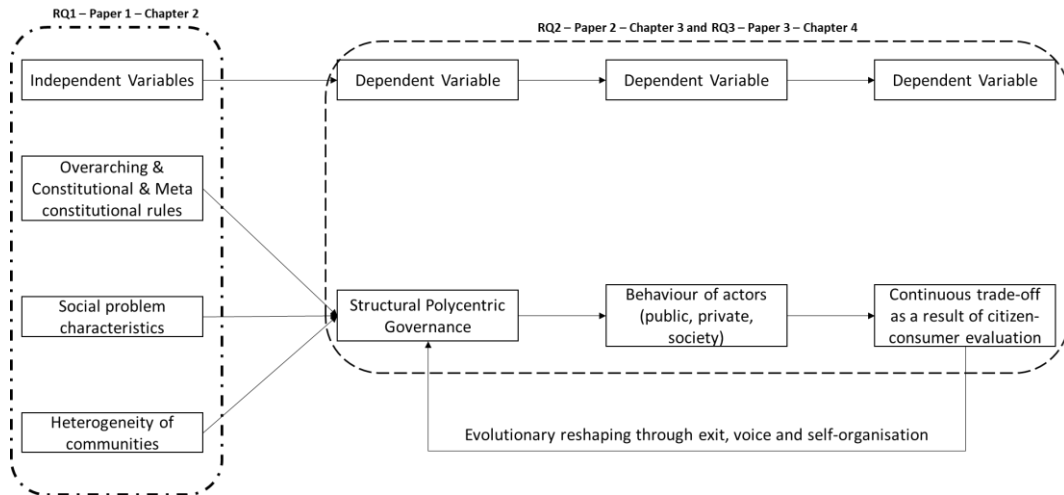 RQ1 – Paper 1 – Chapter 2
RQ2 – Paper 2 – Chapter 3 and RQ3 – Paper 3 – Chapter 4
Independent Variables
Dependent Variable
Dependent Variable
Dependent Variable
Overarching &
Constitutional & Meta
constitutional rules
Social problem
characteristics
Heterogeneity of
communities
Structural Polycentric
Governance
Behaviour of actors
(public, private,
society)
Continuous trade-off
as a result of citizen-
consumer evaluation
Evolutionary reshaping through exit, voice and self-organisation